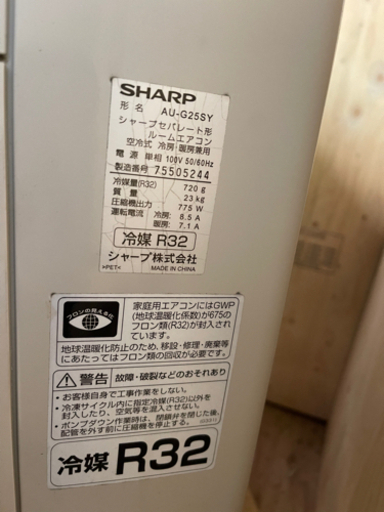 SHARP
形名 AU-G25SY
シャープセパレート形
ルームエアコン
空冷式 冷房・暖房兼用
電源 単相 100V 50/60Hz
製造番号 75505244
冷媒量(R32) 720 g
質量 23 kg
圧縮機出力 775 W
運転電流: 冷房: 8.5 A
暖房: 7.1 A
冷媒 R32
シャープ株式会社
>PET< MADE IN CHINA
フロンの見える化
家庭用エアコンにはGWP
(地球温暖化係数)が675の
フロン類(R32)が封入され
ています。
地球温暖化防止のため、移設・修理・廃棄等
にあたってはフロン類の回収が必要です。
警告 故障・破裂などのおそれあり
• お客様自身で工事作業をしない。
• 冷凍サイクル内に指定冷媒(R32)以外を
封入したり、空気等を混入させない。
• ポンプダウン作業時は、閉鎖弁を閉じた後、
配管を外す前に圧縮機を停止する。
冷媒 R32